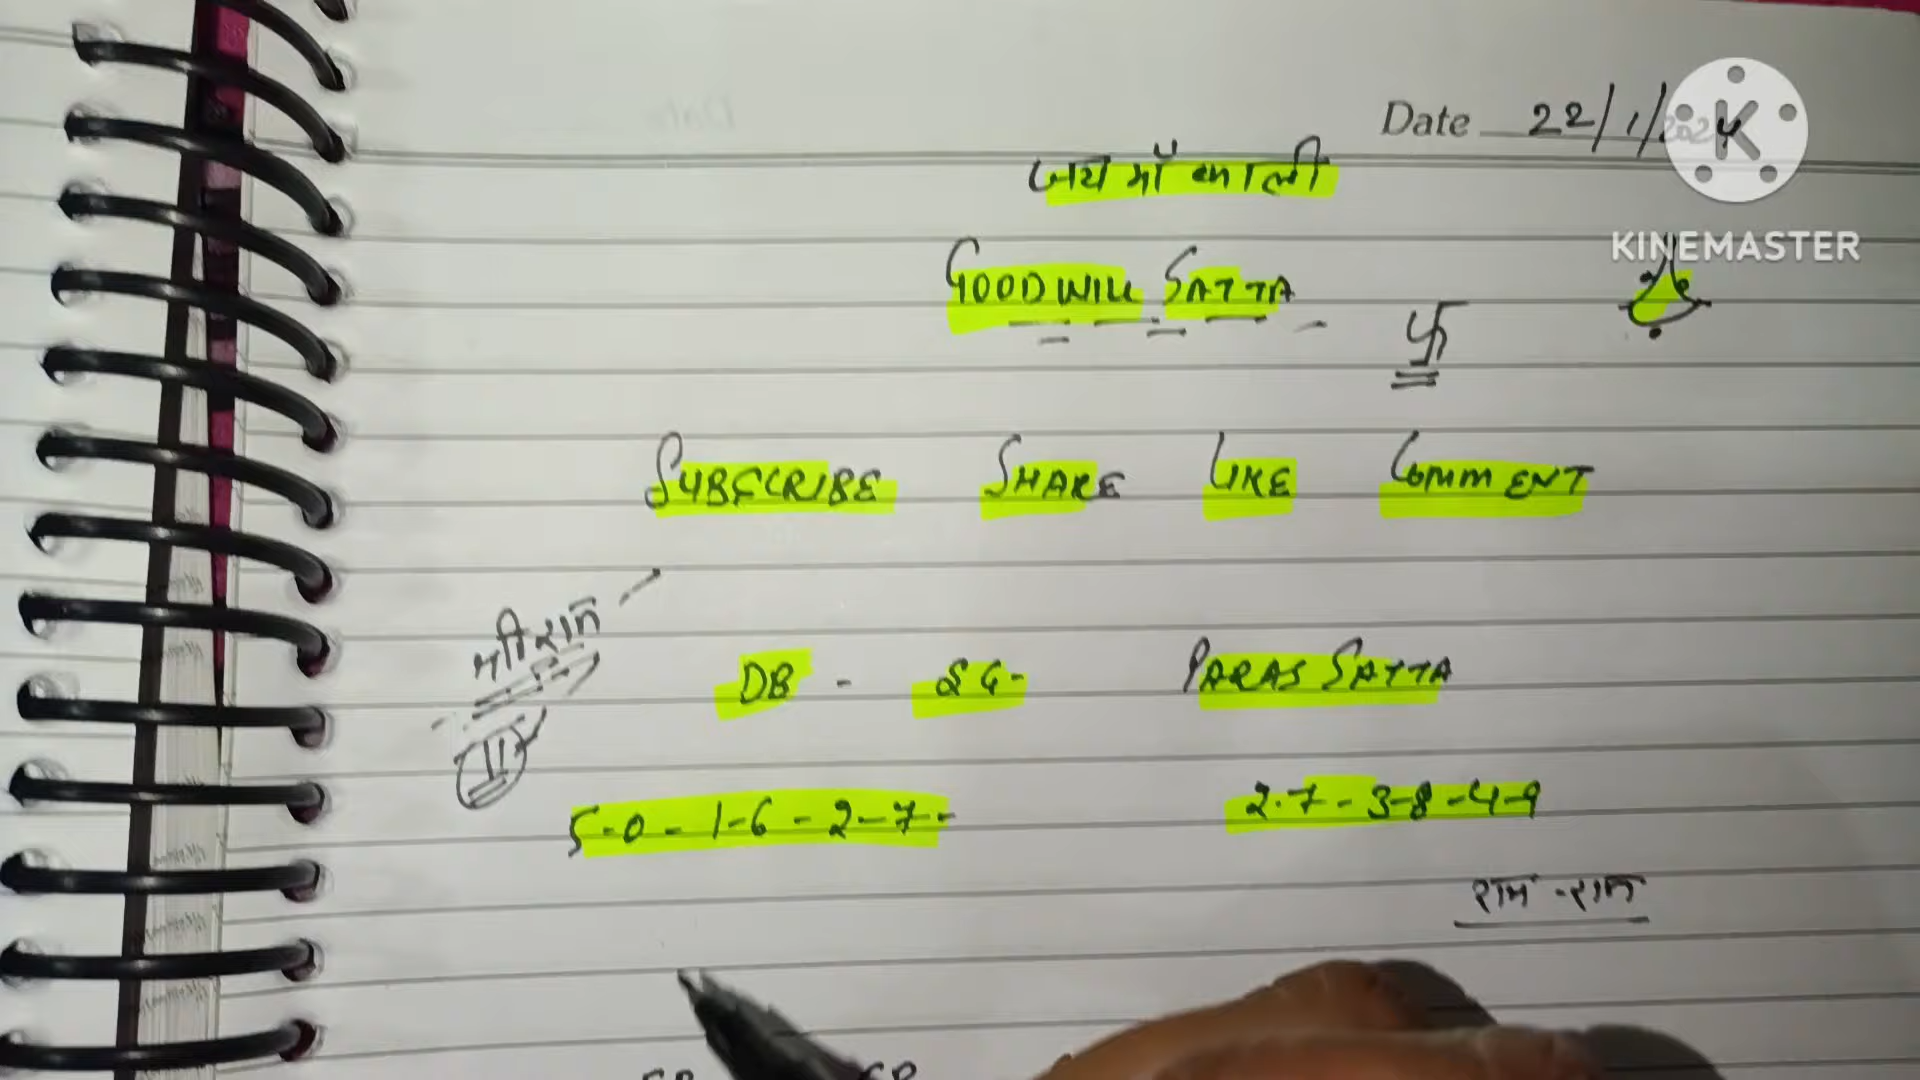 Date 22/1/2024
KINEMASTER
जय माँ काली
GOODWILL SATTA
SUBSCRIBE SHARE LIKE COMMENT
DB - SG - PARAS SATTA
5-0-1-6-2-7- 2.7-3-8-4-9
राम-राम